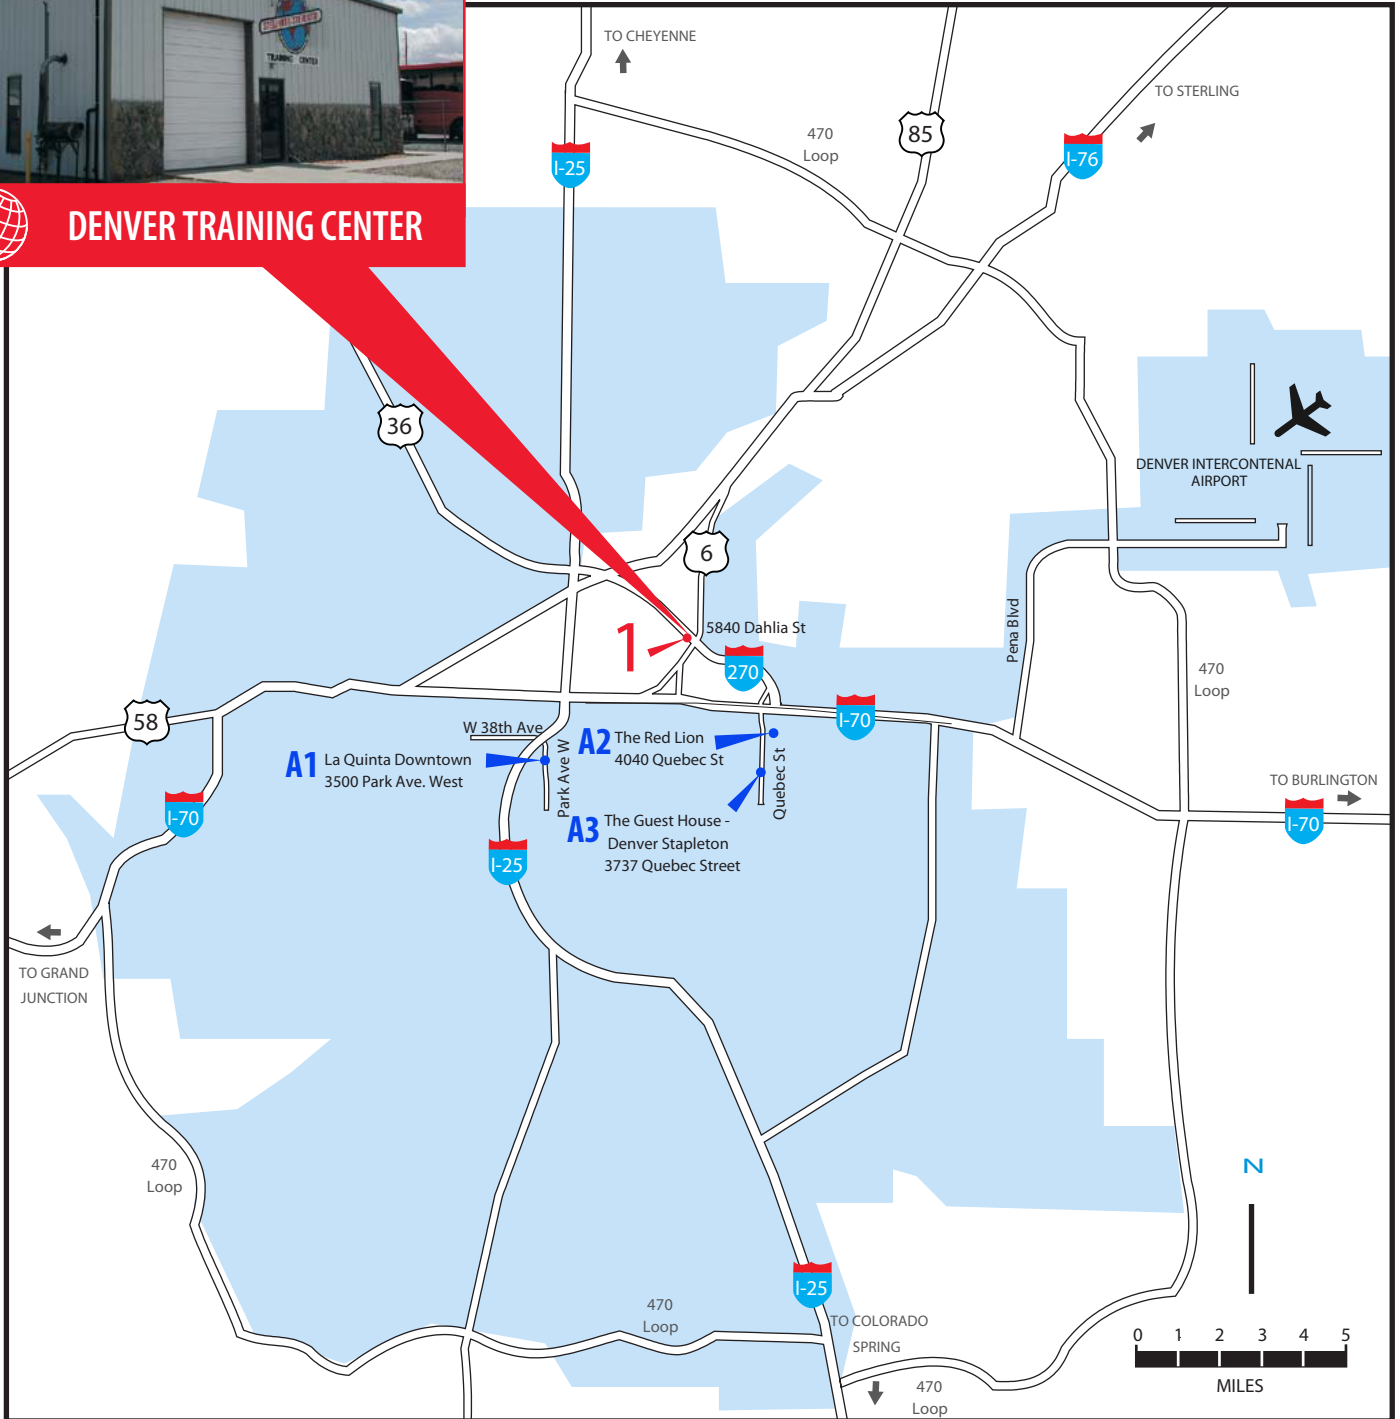 TRAINING CENTER
DENVER TRAINING CENTER
TO CHEYENNE
TO STERLING
470
Loop
85
I-25
I-76
36
DENVER INTERCONTENAL
AIRPORT
6
5840 Dahlia St
1
270
Pena Blvd
470
Loop
58
W 38th Ave
I-70
A1 La Quinta Downtown
3500 Park Ave. West
Park Ave W
A2 The Red Lion
4040 Quebec St
Quebec St
A3 The Guest House -
Denver Stapleton
3737 Quebec Street
TO BURLINGTON
I-70
I-70
I-25
TO GRAND
JUNCTION
470
Loop
N
I-25
470
Loop
TO COLORADO
SPRING
470
Loop
0 1 2 3 4 5
MILES